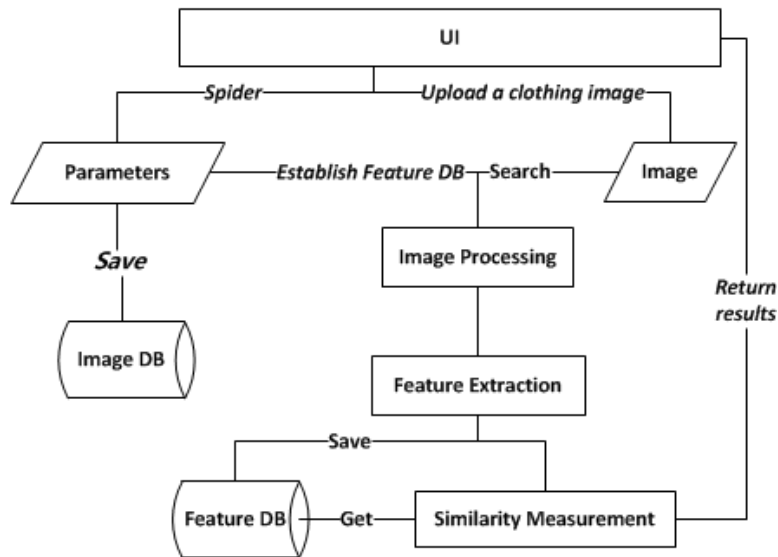 UI
Spider
Upload a clothing image
Parameters
Establish Feature DB
Search
Image
Save
Image Processing
Return
results
Image DB
Feature Extraction
Save
Feature DB
Get
Similarity Measurement